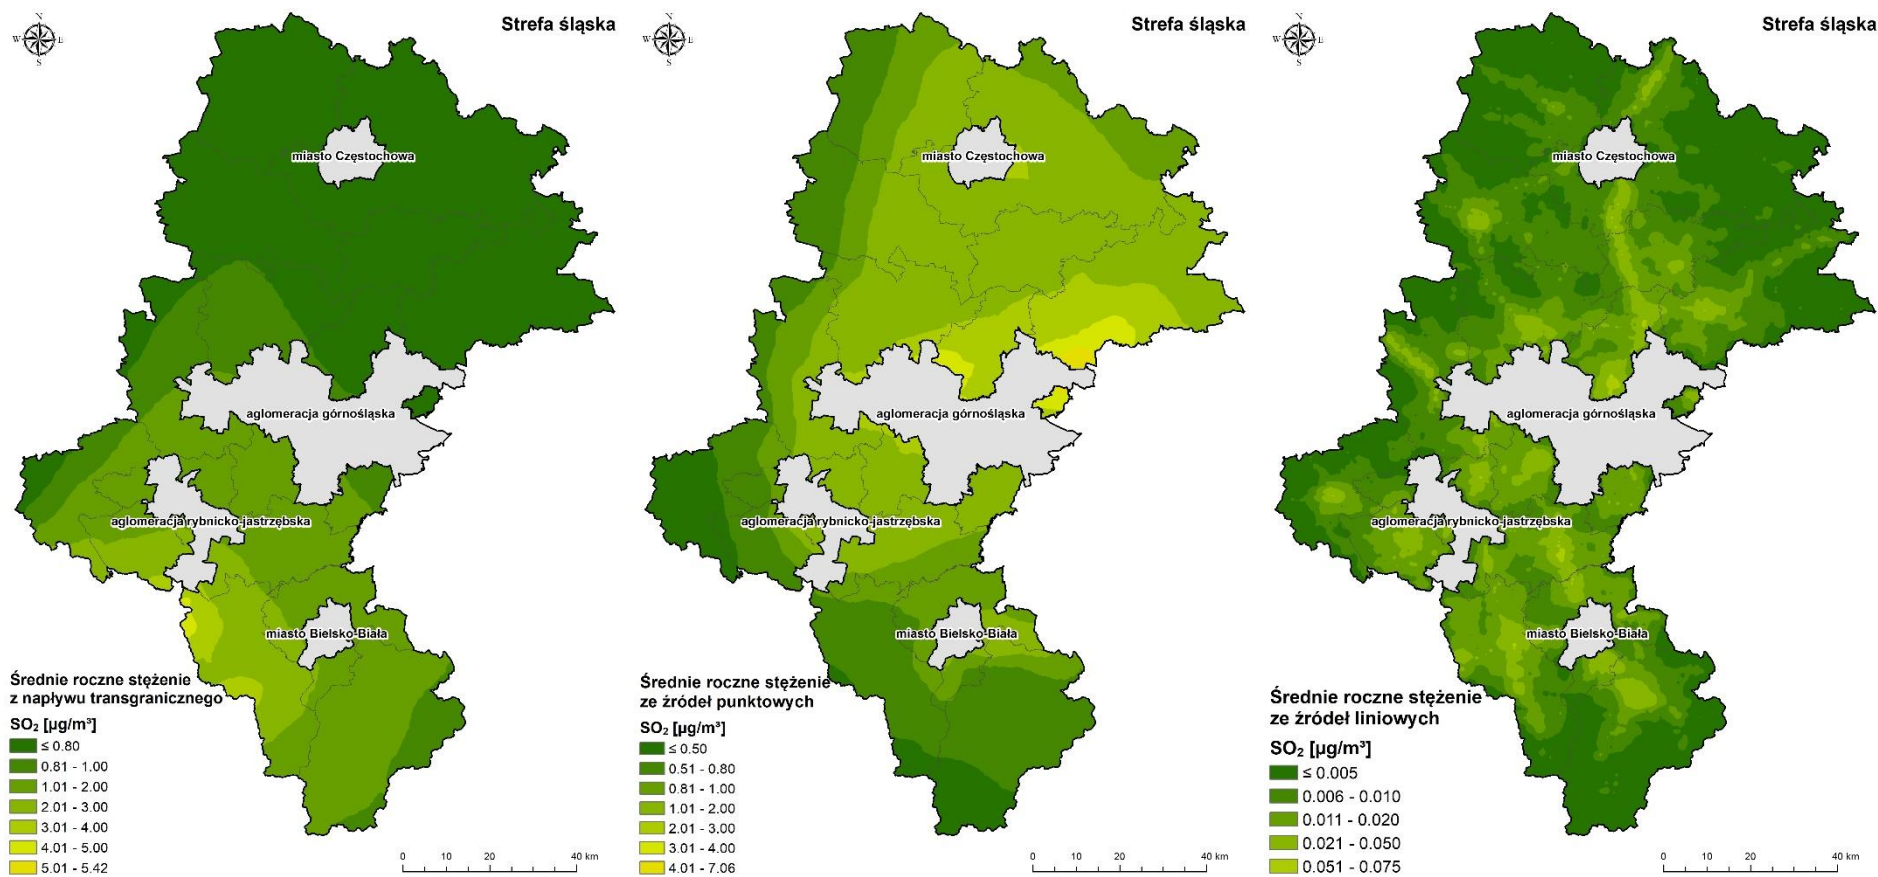 Strefa śląska
N
W E
S
miasto Częstochowa
aglomeracja górnośląska
aglomeracja rybnicko-jastrzębska
miasto Bielsko-Biała
Średnie roczne stężenie
z napływu transgranicznego
SO₂ [µg/m³]
≤ 0.80
0.81 - 1.00
1.01 - 2.00
2.01 - 3.00
3.01 - 4.00
4.01 - 5.00
5.01 - 5.42
0 10 20 40 km
Strefa śląska
N
W E
S
miasto Częstochowa
aglomeracja górnośląska
aglomeracja rybnicko-jastrzębska
miasto Bielsko-Biała
Średnie roczne stężenie
ze źródeł punktowych
SO₂ [µg/m³]
≤ 0.50
0.51 - 0.80
0.81 - 1.00
1.01 - 2.00
2.01 - 3.00
3.01 - 4.00
4.01 - 7.06
0 10 20 40 km
Strefa śląska
N
W E
S
miasto Częstochowa
aglomeracja górnośląska
aglomeracja rybnicko-jastrzębska
miasto Bielsko-Biała
Średnie roczne stężenie
ze źródeł liniowych
SO₂ [µg/m³]
≤ 0.005
0.006 - 0.010
0.011 - 0.020
0.021 - 0.050
0.051 - 0.075
0 10 20 40 km